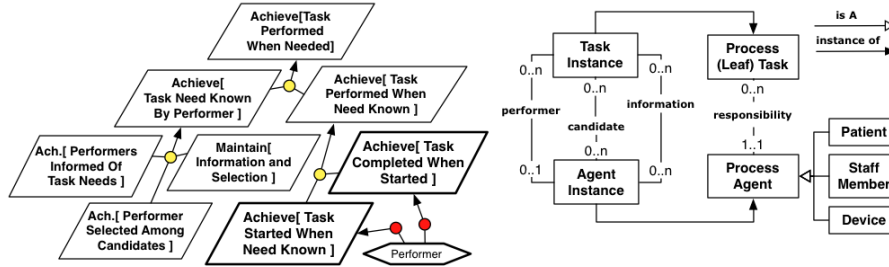 Achieve[Task
Performed
When Needed]
Achieve[
Task Need Known
By Performer ]
Achieve[ Task
Performed When
Need Known ]
Ach.[ Performers
Informed Of
Task Needs ]
Maintain[
Information and
Selection ]
Achieve[ Task
Completed When
Started ]
Ach.[ Performer
Selected Among
Candidates ]
Achieve[ Task
Started When
Need Known ]
Performer
Task
Instance
Process
(Leaf) Task
is A
instance of
0..n
0..n
0..n
0..n
performer
information
candidate
responsibility
0..1
0..n
0..n
1..1
Agent
Instance
Process
Agent
Patient
Staff
Member
Device